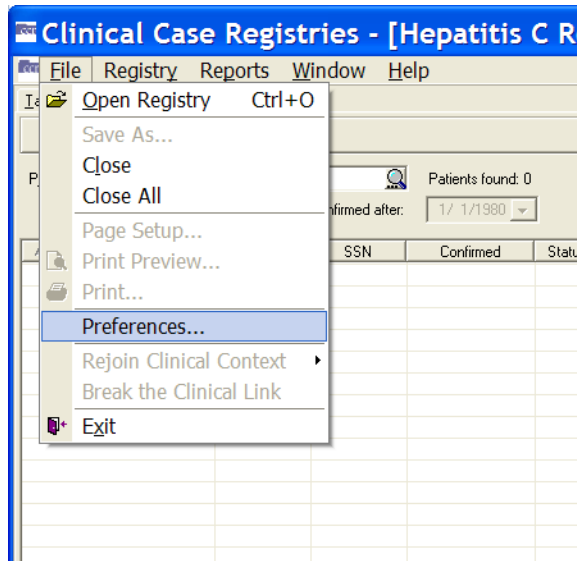 Clinical Case Registries - [Hepatitis C R
File Registry Reports Window Help
Ta
Open Registry Ctrl+O
Save As...
Close
Close All
P
Patients found: 0
nfirmed after: 1/ 1/1980
Page Setup...
SSN Confirmed Statu
Print Preview...
Print...
Preferences...
Rejoin Clinical Context
Break the Clinical Link
Exit